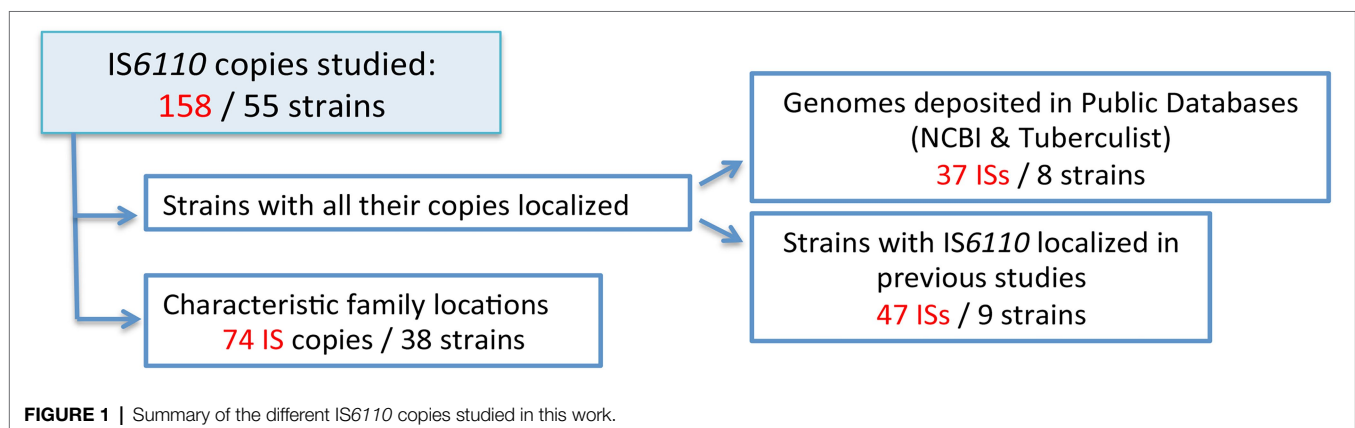 IS6110 copies studied:
158 / 55 strains
Strains with all their copies localized
Characteristic family locations
74 IS copies / 38 strains
Genomes deposited in Public Databases
(NCBI & Tuberculist)
37 ISs / 8 strains
Strains with IS6110 localized in
previous studies
47 ISs / 9 strains
FIGURE 1 | Summary of the different IS6110 copies studied in this work.